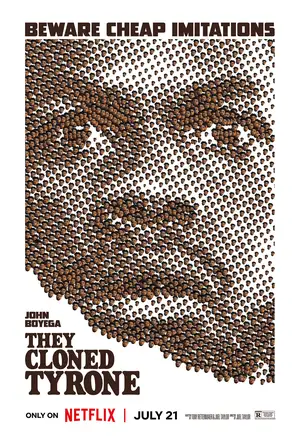 BEWARE CHEAP IMITATIONS
JOHN
BOYEGA
THEY
CLONED
TYRONE
ONLY ON NETFLIX | JULY 21
R